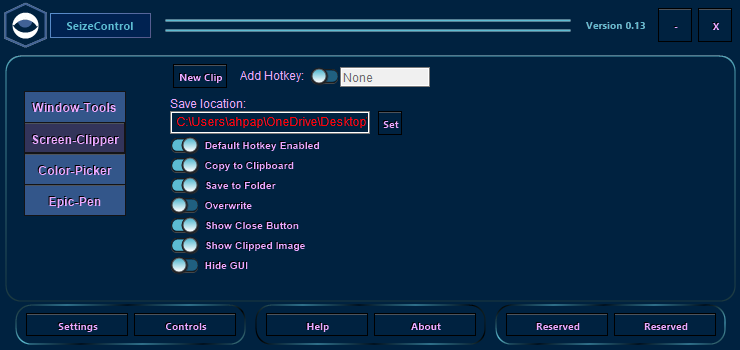 SeizeControl
Version 0.13
-
X
New Clip
Add Hotkey:
None
Window-Tools
Screen-Clipper
Color-Picker
Epic-Pen
Save location:
C:\Users\ahpap\OneDrive\Desktop
Set
Default Hotkey Enabled
Copy to Clipboard
Save to Folder
Overwrite
Show Close Button
Show Clipped Image
Hide GUI
Settings
Controls
Help
About
Reserved
Reserved